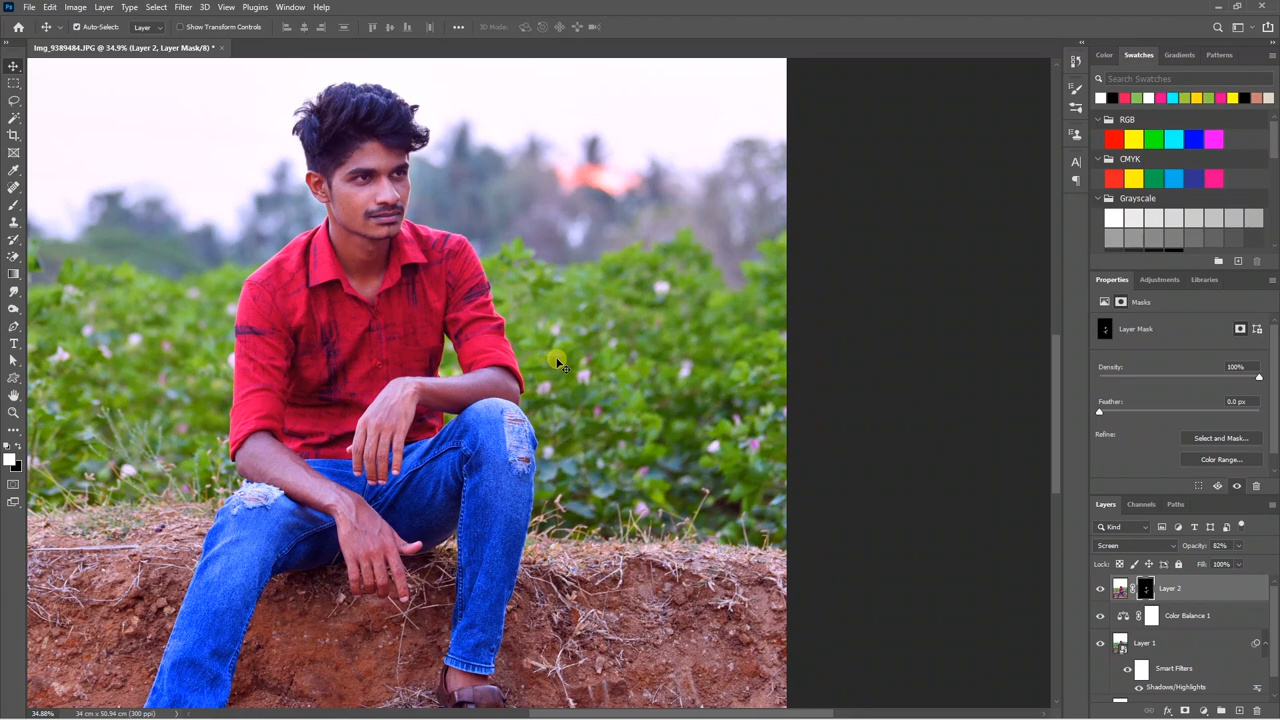 File Edit Image Layer Type Select Filter 3D View Plugins Window Help
Auto-Select: Layer Show Transform Controls 3D Mode:
Img_9389484.JPG @ 34.9% (Layer 2, Layer Mask/8) *
Color Swatches Gradients Patterns
Search Swatches
RGB
CMYK
Grayscale
Properties Adjustments Libraries
Masks
Layer Mask
Density: 100%
Feather: 0.0 px
Refine: Select and Mask...
Color Range...
Layers Channels Paths
Kind
Screen Opacity: 82%
Lock: Fill: 100%
Layer 2
Color Balance 1
Layer 1
Smart Filters
Shadows/Highlights
34.88% 34 cm x 50.94 cm (300 ppi)